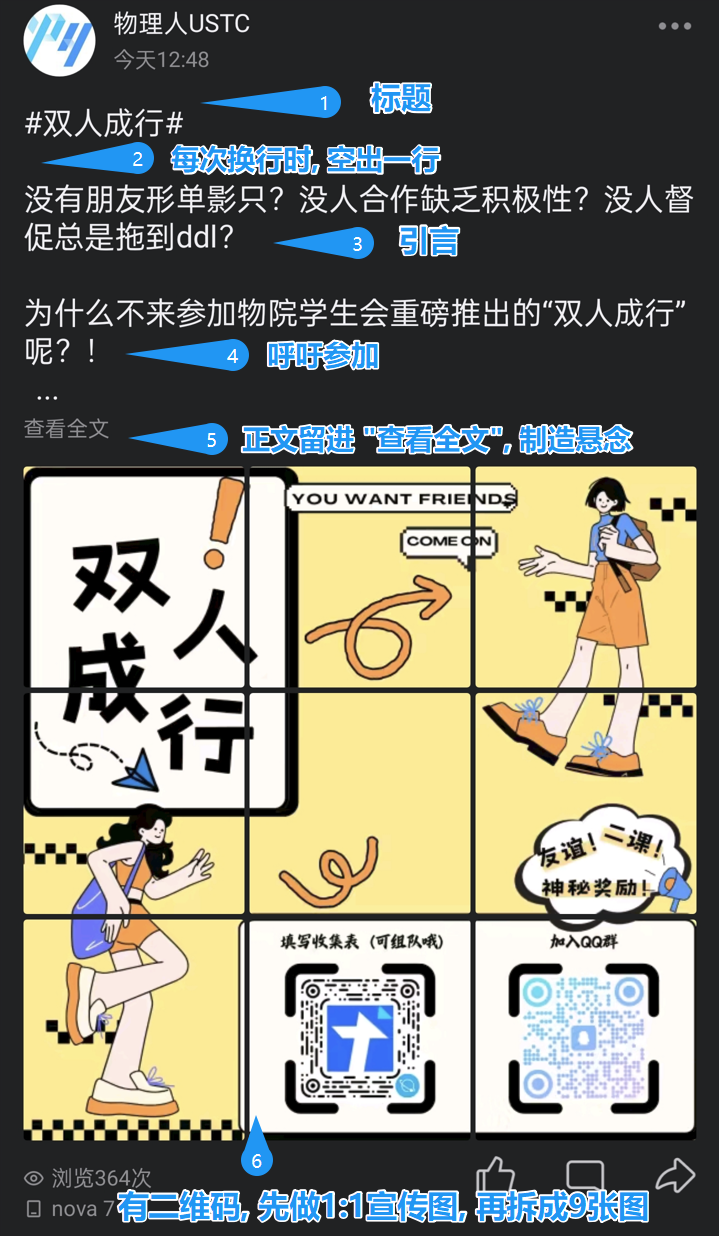 物理人USTC
今天12:48
1 标题
#双人成行#
2 每次换行时, 空出一行
没有朋友形单影只？没人合作缺乏积极性？没人督
促总是拖到ddl？
3 引言
为什么不来参加物院学生会重磅推出的“双人成行”
呢？！
4 呼吁参加
...
查看全文
5 正文留进 "查看全文", 制造悬念
双人成行!
YOU WANT FRIENDS
COME ON
友谊! 二课!
神秘奖励!
填写收集表 (可组队哦)
加入QQ群
6
浏览364次
nova 7
有二维码, 先做1:1宣传图, 再拆成9张图